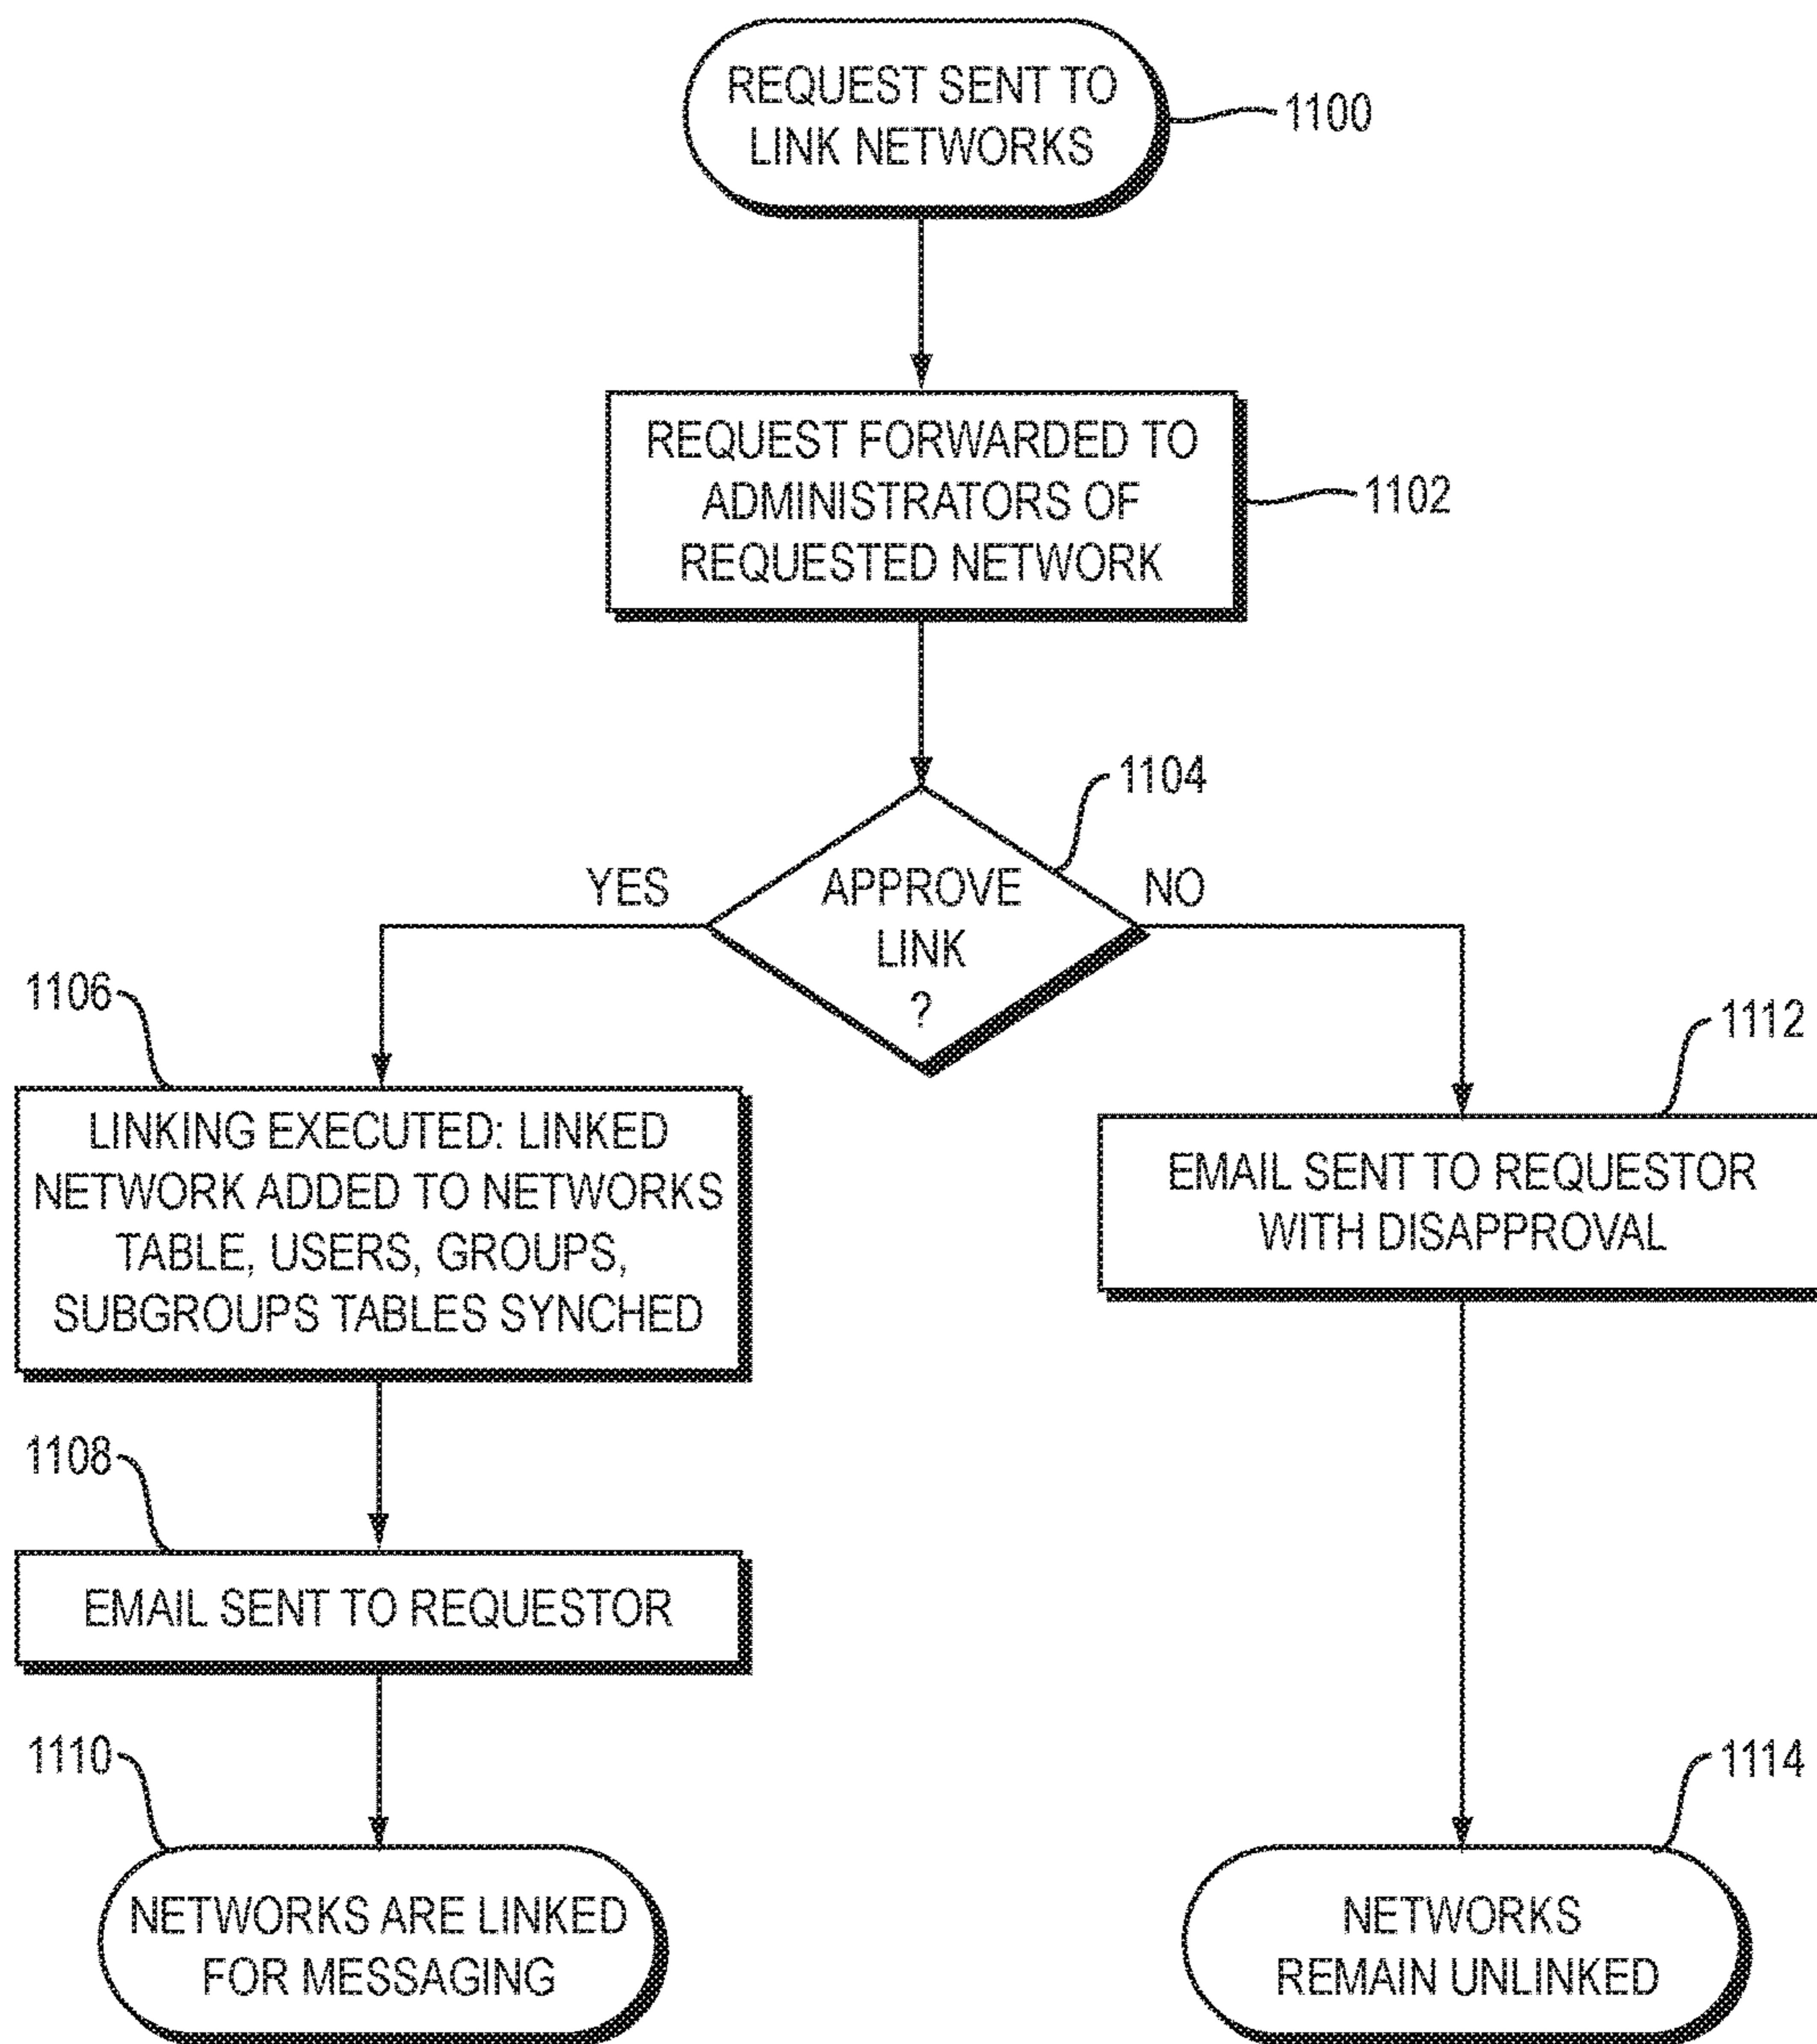 REQUEST SENT TO
LINK NETWORKS
1100
REQUEST FORWARDED TO
ADMINISTRATORS OF
REQUESTED NETWORK
1102
1104
YES
APPROVE
LINK
?
NO
1106
LINKING EXECUTED: LINKED
NETWORK ADDED TO NETWORKS
TABLE, USERS, GROUPS,
SUBGROUPS TABLES SYNCHED
1112
EMAIL SENT TO REQUESTOR
WITH DISAPPROVAL
1108
EMAIL SENT TO REQUESTOR
1110
NETWORKS ARE LINKED
FOR MESSAGING
1114
NETWORKS
REMAIN UNLINKED